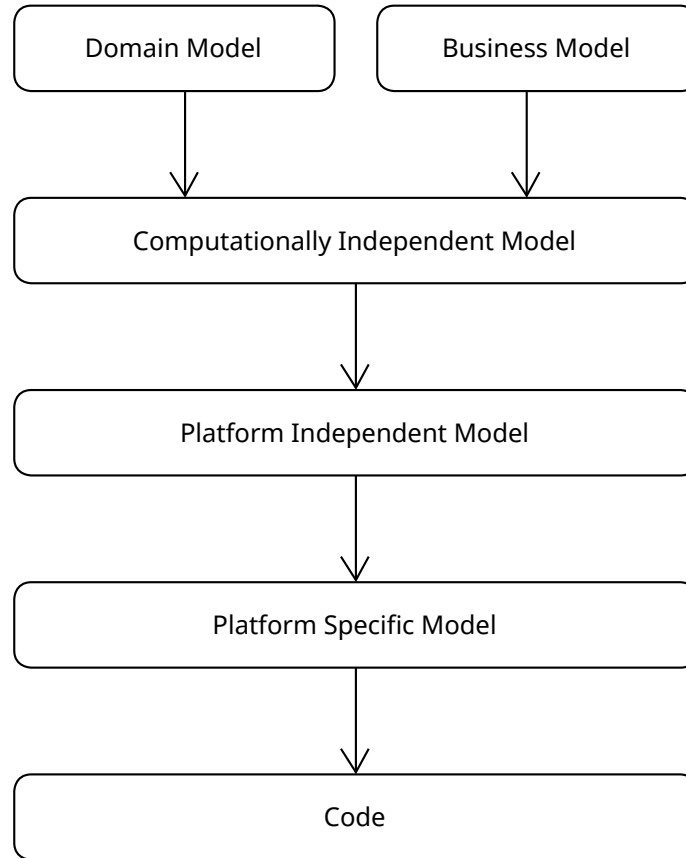 Domain Model
Business Model
Computationally Independent Model
Platform Independent Model
Platform Specific Model
Code